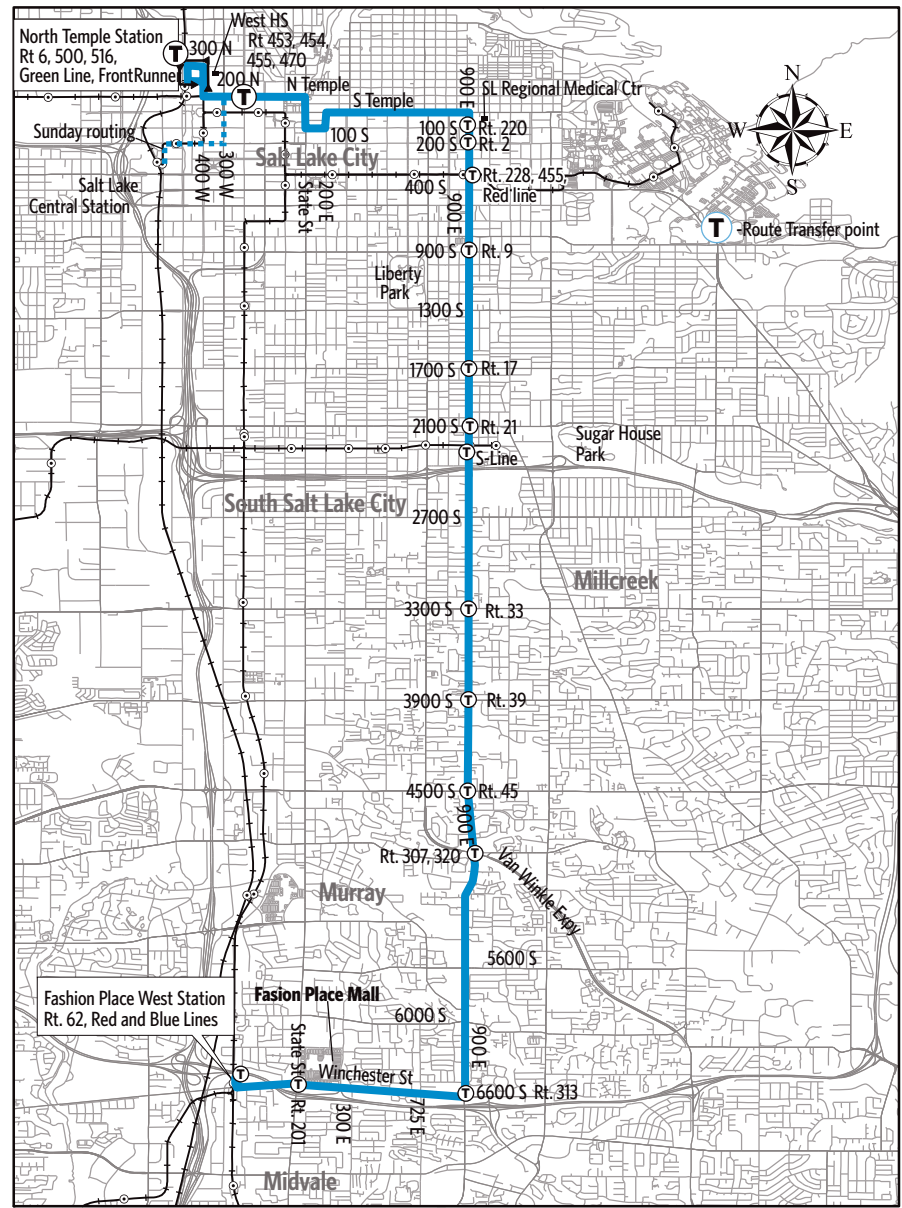 North Temple Station
Rt 6, 500, 516,
Green Line, FrontRunner
T
300 N
200 N
West HS
Rt 453, 454,
455, 470
T
N Temple
S Temple
900 E
SL Regional Medical Ctr
N
W
E
S
Sunday routing
100 S
100 S
T
Rt. 220
200 S
T
Rt. 2
Salt Lake City
400 W
300 W
Salt Lake
Central Station
State St
200 E
400 S
T
Rt. 228, 455,
Red line
900 E
T
-Route Transfer point
900 S
T
Rt. 9
Liberty
Park
1300 S
1700 S
T
Rt. 17
2100 S
T
Rt. 21
Sugar House
Park
T
S-Line
South Salt Lake City
2700 S
Millcreek
3300 S
T
Rt. 33
3900 S
T
Rt. 39
4500 S
T
Rt. 45
900 E
Rt. 307, 320
T
Van Winkle Expy
Murray
5600 S
Fashion Place West Station
Rt. 62, Red and Blue Lines
Fasion Place Mall
6000 S
900 E
State St
T
T
Winchester St
T
6600 S Rt. 313
Rt. 201
300 E
725 E
Midvale